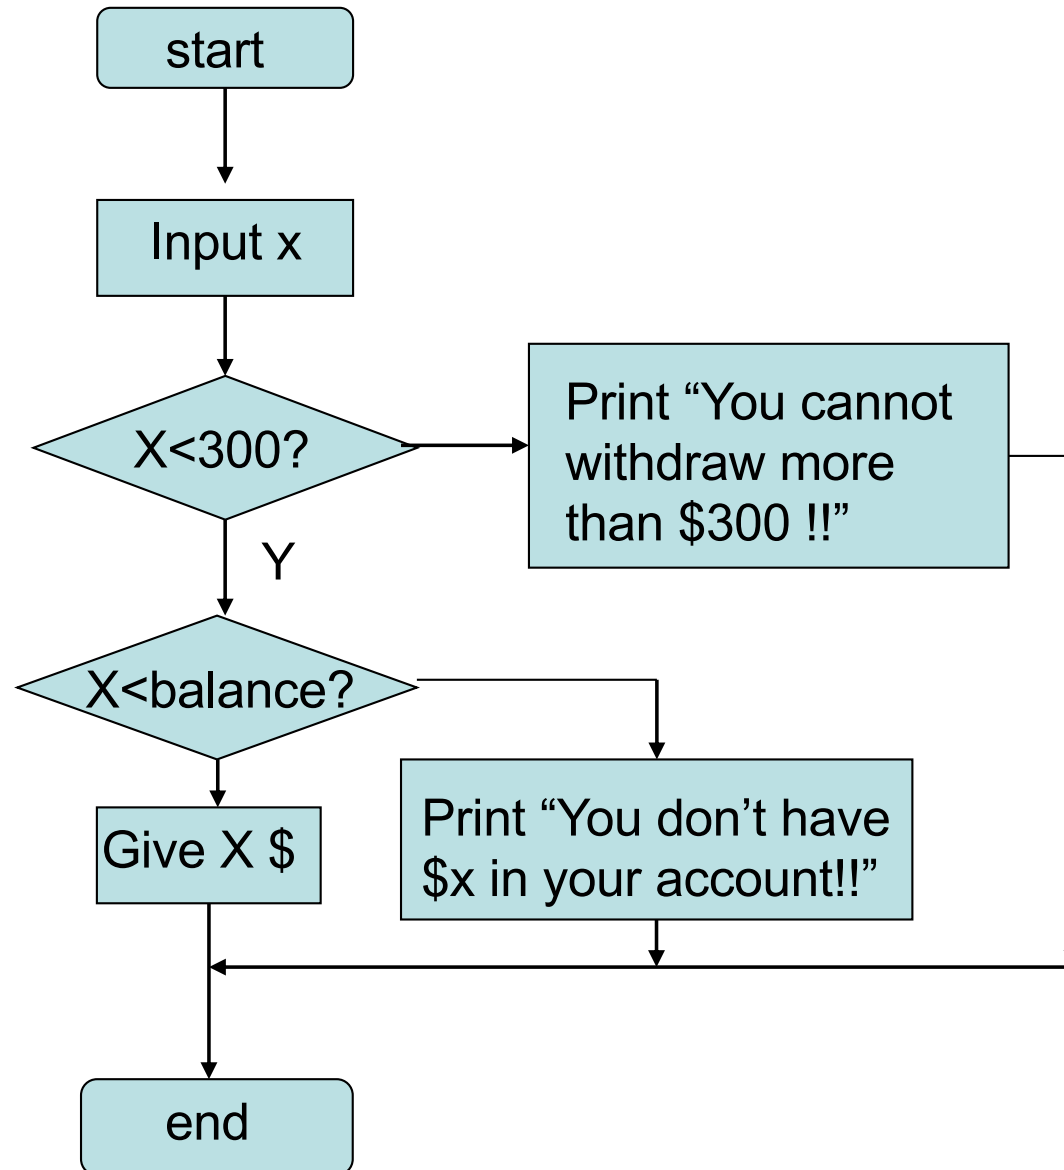 start
Input x
X<300?
Print “You cannot
withdraw more
than $300 !!”
Y
X<balance?
Give X $
Print “You don’t have
$x in your account!!”
end